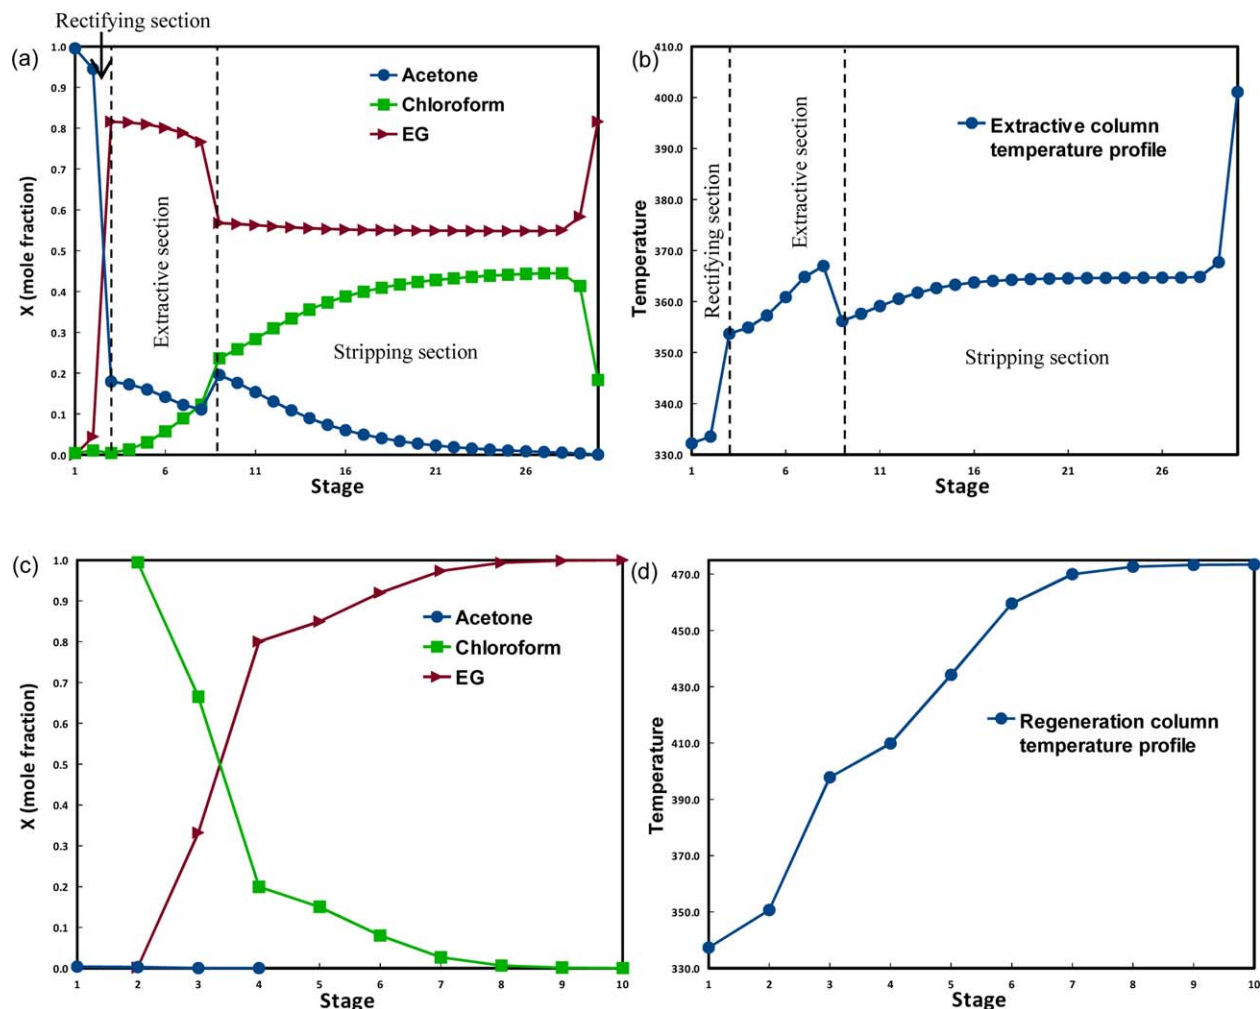 Rectifying section
(a)
1.0
0.9
0.8
0.7
0.6
0.5
0.4
0.3
0.2
0.1
0.0
X (mole fraction)
Acetone
Chloroform
EG
Extractive section
Stripping section
1 6 11 16 21 26
Stage
(b)
410.0
400.0
390.0
380.0
370.0
360.0
350.0
340.0
330.0
Temperature
Rectifying section
Extractive section
Extractive column
temperature profile
Stripping section
1 6 11 16 21 26
Stage
(c)
1.0
0.9
0.8
0.7
0.6
0.5
0.4
0.3
0.2
0.1
0.0
X (mole fraction)
Acetone
Chloroform
EG
1 2 3 4 5 6 7 8 9 10
Stage
(d)
470.0
450.0
430.0
410.0
390.0
370.0
350.0
330.0
Temperature
Regeneration column
temperature profile
1 2 3 4 5 6 7 8 9 10
Stage